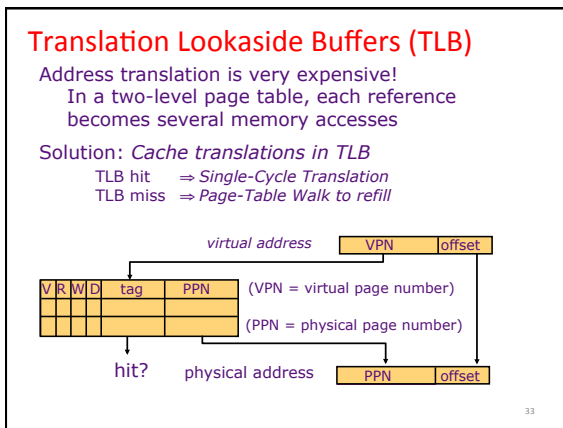 Translation Lookaside Buffers (TLB)
Address translation is very expensive!
In a two-level page table, each reference
becomes several memory accesses
Solution: Cache translations in TLB
TLB hit ⇒ Single-Cycle Translation
TLB miss ⇒ Page-Table Walk to refill
virtual address VPN offset
V R W D tag PPN (VPN = virtual page number)
(PPN = physical page number)
hit? physical address PPN offset
33